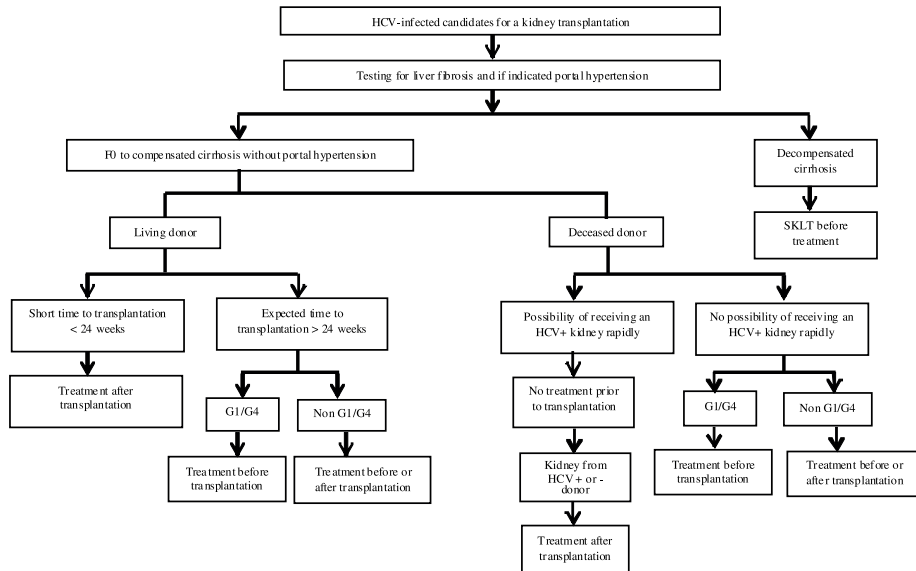 HCV-infected candidates for a kidney transplantation
Testing for liver fibrosis and if indicated portal hypertension
F0 to compensated cirrhosis without portal hypertension
Decompensated
cirrhosis
SKLT before
treatment
Living donor
Deceased donor
Short time to transplantation
< 24 weeks
Expected time to
transplantation > 24 weeks
Possibility of receiving an
HCV+ kidney rapidly
No possibility of receiving an
HCV+ kidney rapidly
Treatment after
transplantation
G1/G4
Non G1/G4
No treatment prior
to transplantation
G1/G4
Non G1/G4
Treatment before
transplantation
Treatment before or
after transplantation
Kidney from
HCV + or -
donor
Treatment before
transplantation
Treatment before or
after transplantation
Treatment after
transplantation